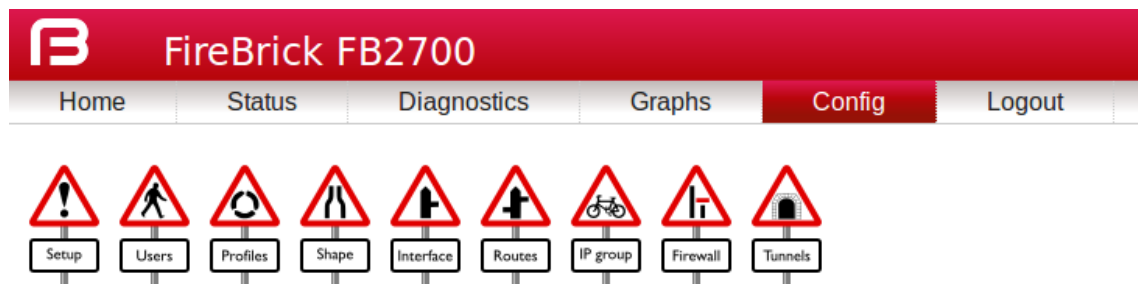 FireBrick FB2700
Home Status Diagnostics Graphs Config Logout
Setup Users Profiles Shape Interface Routes IP group Firewall Tunnels